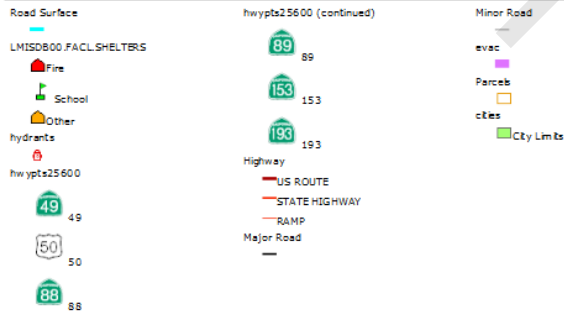 Road Surface
LMISDB00.FACL.SHELTERS
Fire
School
Other
hydrants
hwypts25600
49 49
50 50
88 88
hwypts25600 (continued)
89 89
153 153
193 193
Highway
US ROUTE
STATE HIGHWAY
RAMP
Major Road
Minor Road
evac
Parcels
cities
City Limits